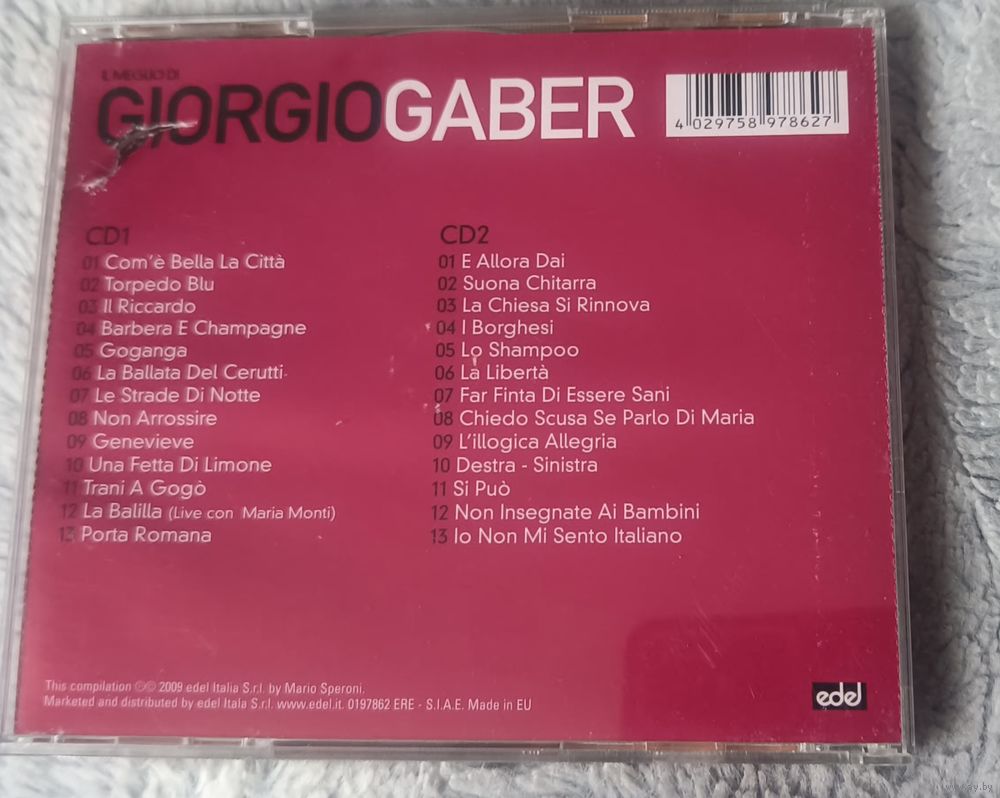 IL MEGLIO DI
GIORGIOGABER
4 029758 978627
CD1
01 Com'è Bella La Città
02 Torpedo Blu
03 Il Riccardo
04 Barbera E Champagne
05 Goganga
06 La Ballata Del Cerutti
07 Le Strade Di Notte
08 Non Arrossire
09 Genevieve
10 Una Fetta Di Limone
11 Trani A Gogò
12 La Balilla (Live con Maria Monti)
13 Porta Romana
CD2
01 E Allora Dai
02 Suona Chitarra
03 La Chiesa Si Rinnova
04 I Borghesi
05 Lo Shampoo
06 La Libertà
07 Far Finta Di Essere Sani
08 Chiedo Scusa Se Parlo Di Maria
09 L'illogica Allegria
10 Destra - Sinistra
11 Si Può
12 Non Insegnate Ai Bambini
13 Io Non Mi Sento Italiano
This compilation ℗© 2009 edel Italia S.r.l. by Mario Speroni.
Marketed and distributed by edel Itala S.r.l. www.edel.it. 0197862 ERE - S.I.A.E. Made in EU
edel